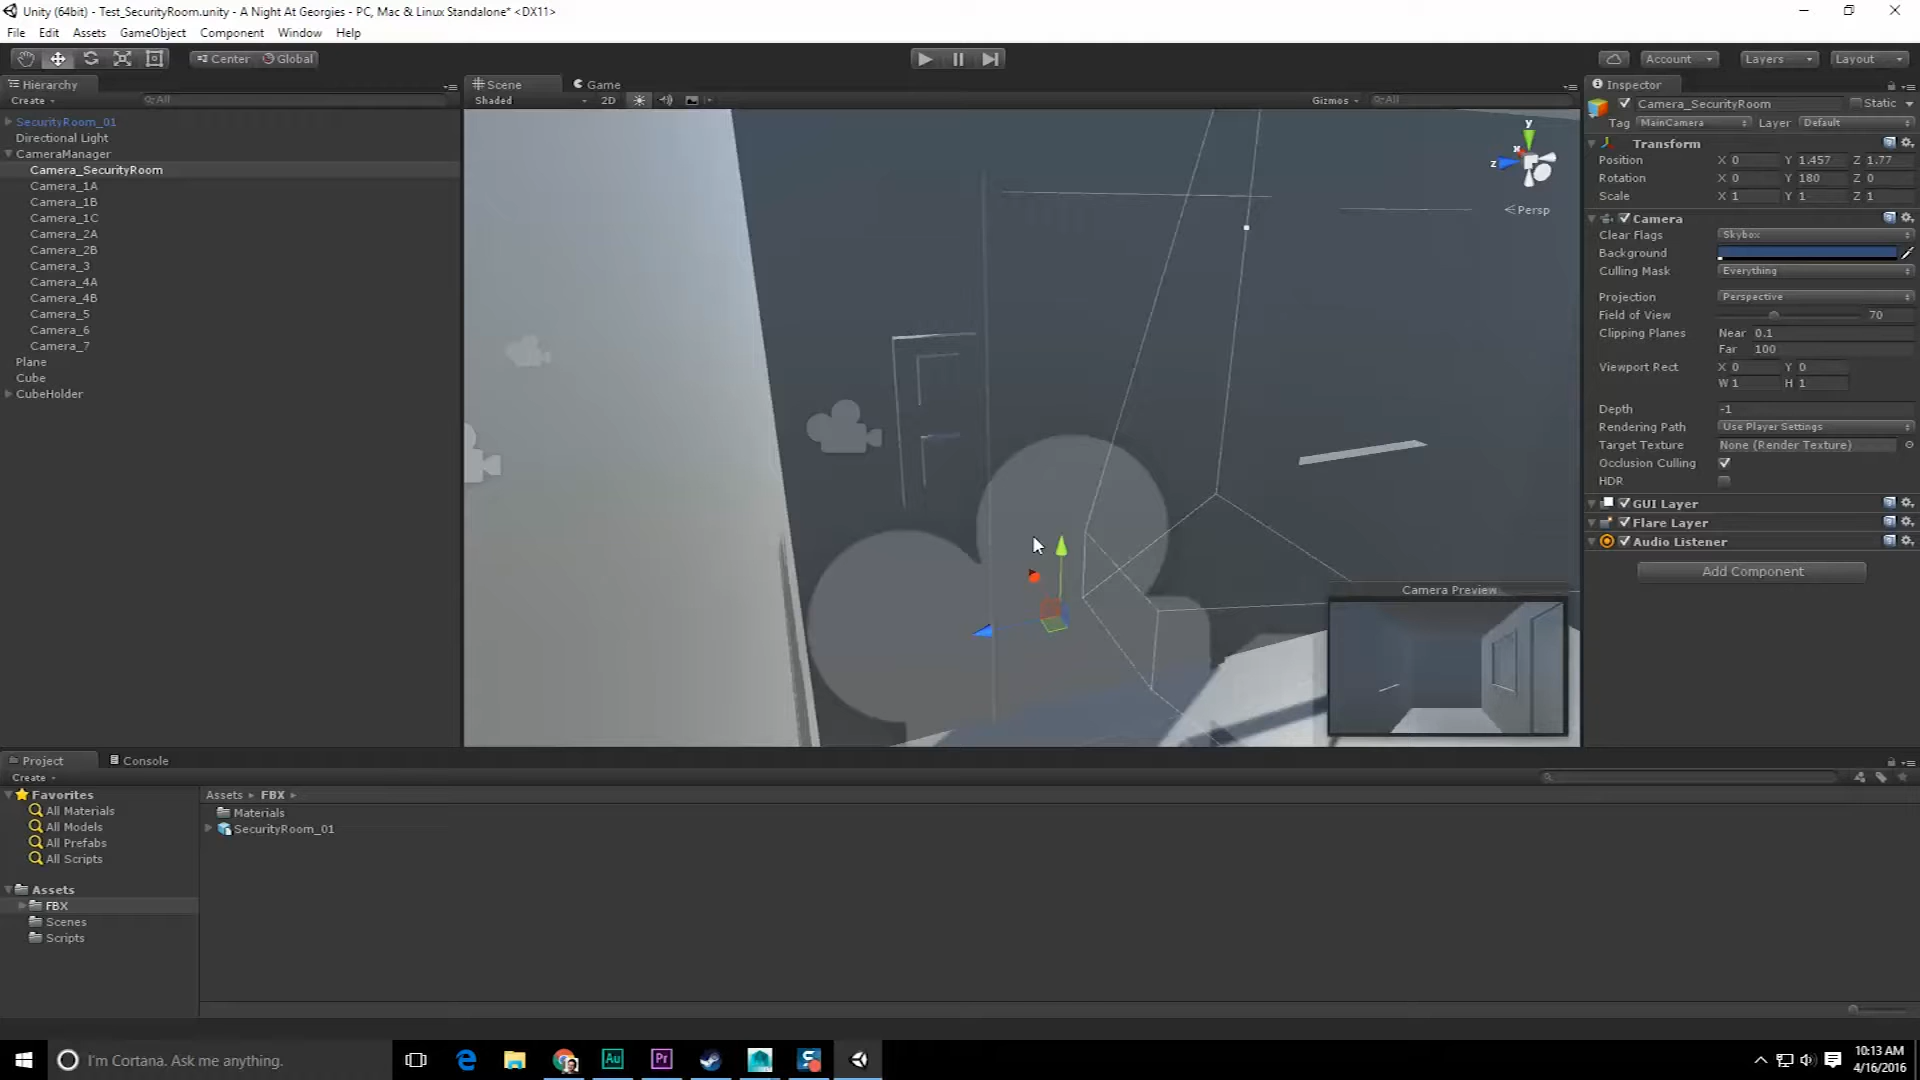 Unity (64bit) - Test_SecurityRoom.unity - A Night At Georgies - PC, Mac & Linux Standalone* <DX11>
File Edit Assets GameObject Component Window Help
Center Global
Account Layers Layout
Hierarchy
Create All
SecurityRoom_01
Directional Light
CameraManager
Camera_SecurityRoom
Camera_1A
Camera_1B
Camera_1C
Camera_2A
Camera_2B
Camera_3
Camera_4A
Camera_4B
Camera_5
Camera_6
Camera_7
Plane
Cube
CubeHolder
Scene Game
Shaded 2D Gizmos All
y
x
z
Persp
Camera Preview
Inspector
Camera_SecurityRoom Static
Tag MainCamera Layer Default
Transform
Position X 0 Y 1.457 Z 1.77
Rotation X 0 Y 180 Z 0
Scale X 1 Y 1 Z 1
Camera
Clear Flags Skybox
Background
Culling Mask Everything
Projection Perspective
Field of View 70
Clipping Planes Near 0.1
Far 100
Viewport Rect X 0 Y 0
W 1 H 1
Depth -1
Rendering Path Use Player Settings
Target Texture None (Render Texture)
Occlusion Culling
HDR
GUI Layer
Flare Layer
Audio Listener
Add Component
Project Console
Create
Favorites
All Materials
All Models
All Prefabs
All Scripts
Assets
FBX
Scenes
Scripts
Assets FBX
Materials
SecurityRoom_01
I'm Cortana. Ask me anything.
Au Pr
10:13 AM
4/16/2016